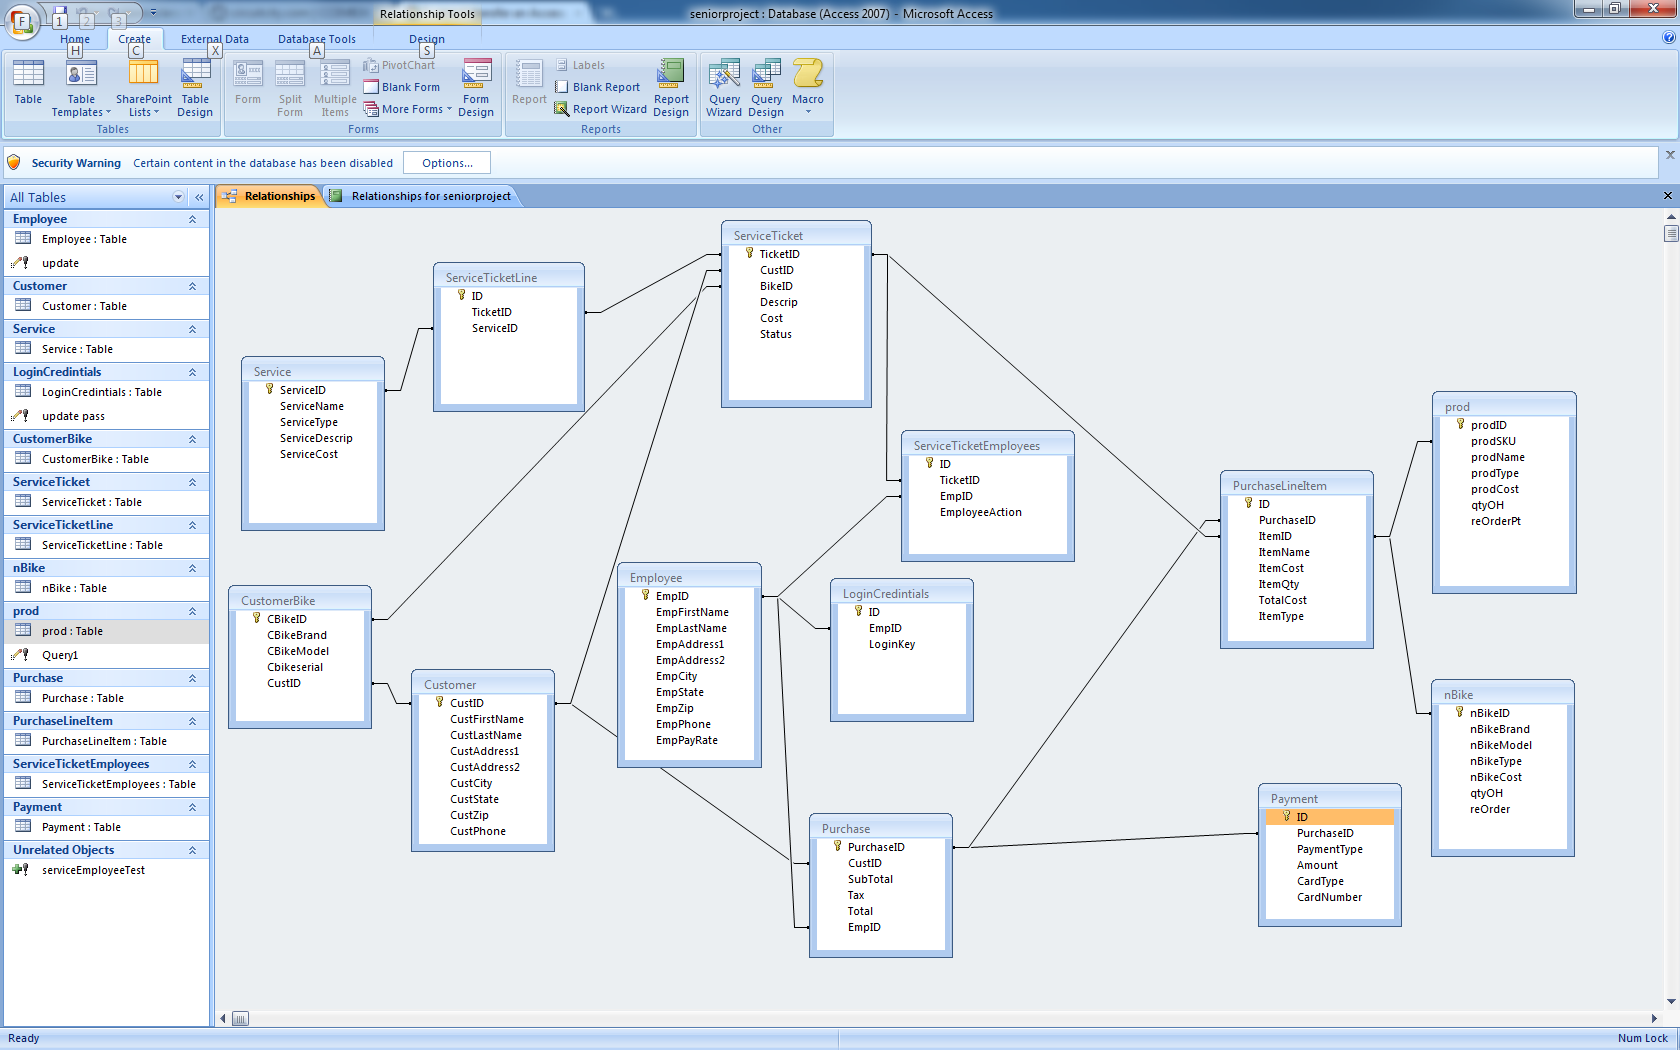 Relationship Tools
seniorproject : Database (Access 2007) - Microsoft Access
F
1
2
3
Home
Create
External Data
Database Tools
Design
H
C
X
A
S
Table
Table Templates
SharePoint Lists
Table Design
Tables
Form
Split Form
Multiple Items
PivotChart
Blank Form
More Forms
Form Design
Forms
Report
Labels
Blank Report
Report Wizard
Report Design
Reports
Query Wizard
Query Design
Macro
Other
Security Warning
Certain content in the database has been disabled
Options...
All Tables
Employee
Employee : Table
update
Customer
Customer : Table
Service
Service : Table
LoginCredintials
LoginCredintials : Table
update pass
CustomerBike
CustomerBike : Table
ServiceTicket
ServiceTicket : Table
ServiceTicketLine
ServiceTicketLine : Table
nBike
nBike : Table
prod
prod : Table
Query1
Purchase
Purchase : Table
PurchaseLineItem
PurchaseLineItem : Table
ServiceTicketEmployees
ServiceTicketEmployees : Table
Payment
Payment : Table
Unrelated Objects
serviceEmployeeTest
Relationships
Relationships for seniorproject
ServiceTicket
TicketID
CustID
BikeID
Descrip
Cost
Status
ServiceTicketLine
ID
TicketID
ServiceID
Service
ServiceID
ServiceName
ServiceType
ServiceDescrip
ServiceCost
ServiceTicketEmployees
ID
TicketID
EmpID
EmployeeAction
prod
prodID
prodSKU
prodName
prodType
prodCost
qtyOH
reOrderPt
PurchaseLineItem
ID
PurchaseID
ItemID
ItemName
ItemCost
ItemQty
TotalCost
ItemType
Employee
EmpID
EmpFirstName
EmpLastName
EmpAddress1
EmpAddress2
EmpCity
EmpState
EmpZip
EmpPhone
EmpPayRate
LoginCredintials
ID
EmpID
LoginKey
CustomerBike
CBikeID
CBikeBrand
CBikeModel
Cbikeserial
CustID
Customer
CustID
CustFirstName
CustLastName
CustAddress1
CustAddress2
CustCity
CustState
CustZip
CustPhone
nBike
nBikeID
nBikeBrand
nBikeModel
nBikeType
nBikeCost
qtyOH
reOrder
Payment
ID
PurchaseID
PaymentType
Amount
CardType
CardNumber
Purchase
PurchaseID
CustID
SubTotal
Tax
Total
EmpID
Ready
Num Lock